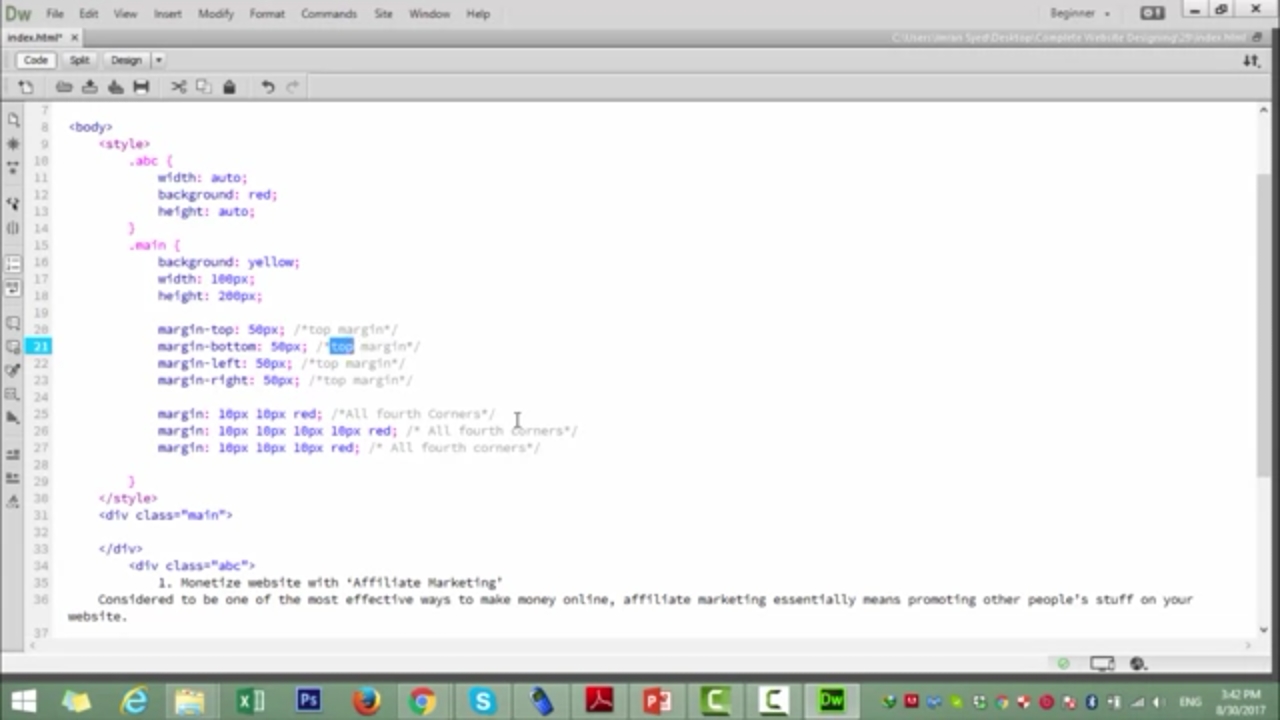 Dw File Edit View Insert Modify Format Commands Site Window Help Beginner
index.html* × C:\Users\Imran Syed\Desktop\Complete Website Designing\29\index.html
Code Split Design
7
8 <body>
9 <style>
10 .abc {
11 width: auto;
12 background: red;
13 height: auto;
14 }
15 .main {
16 background: yellow;
17 width: 100px;
18 height: 200px;
19
20 margin-top: 50px; /*top margin*/
21 margin-bottom: 50px; /*top margin*/
22 margin-left: 50px; /*top margin*/
23 margin-right: 50px; /*top margin*/
24
25 margin: 10px 10px red; /*All fourth Corners*/
26 margin: 10px 10px 10px 10px red; /* All fourth corners*/
27 margin: 10px 10px 10px red; /* All fourth corners*/
28
29 }
30 </style>
31 <div class="main">
32
33 </div>
34 <div class="abc">
35 1. Monetize website with ‘Affiliate Marketing’
36 Considered to be one of the most effective ways to make money online, affiliate marketing essentially means promoting other people’s stuff on your
website.
37
Ps Dw ENG 3:42 PM
8/30/2017